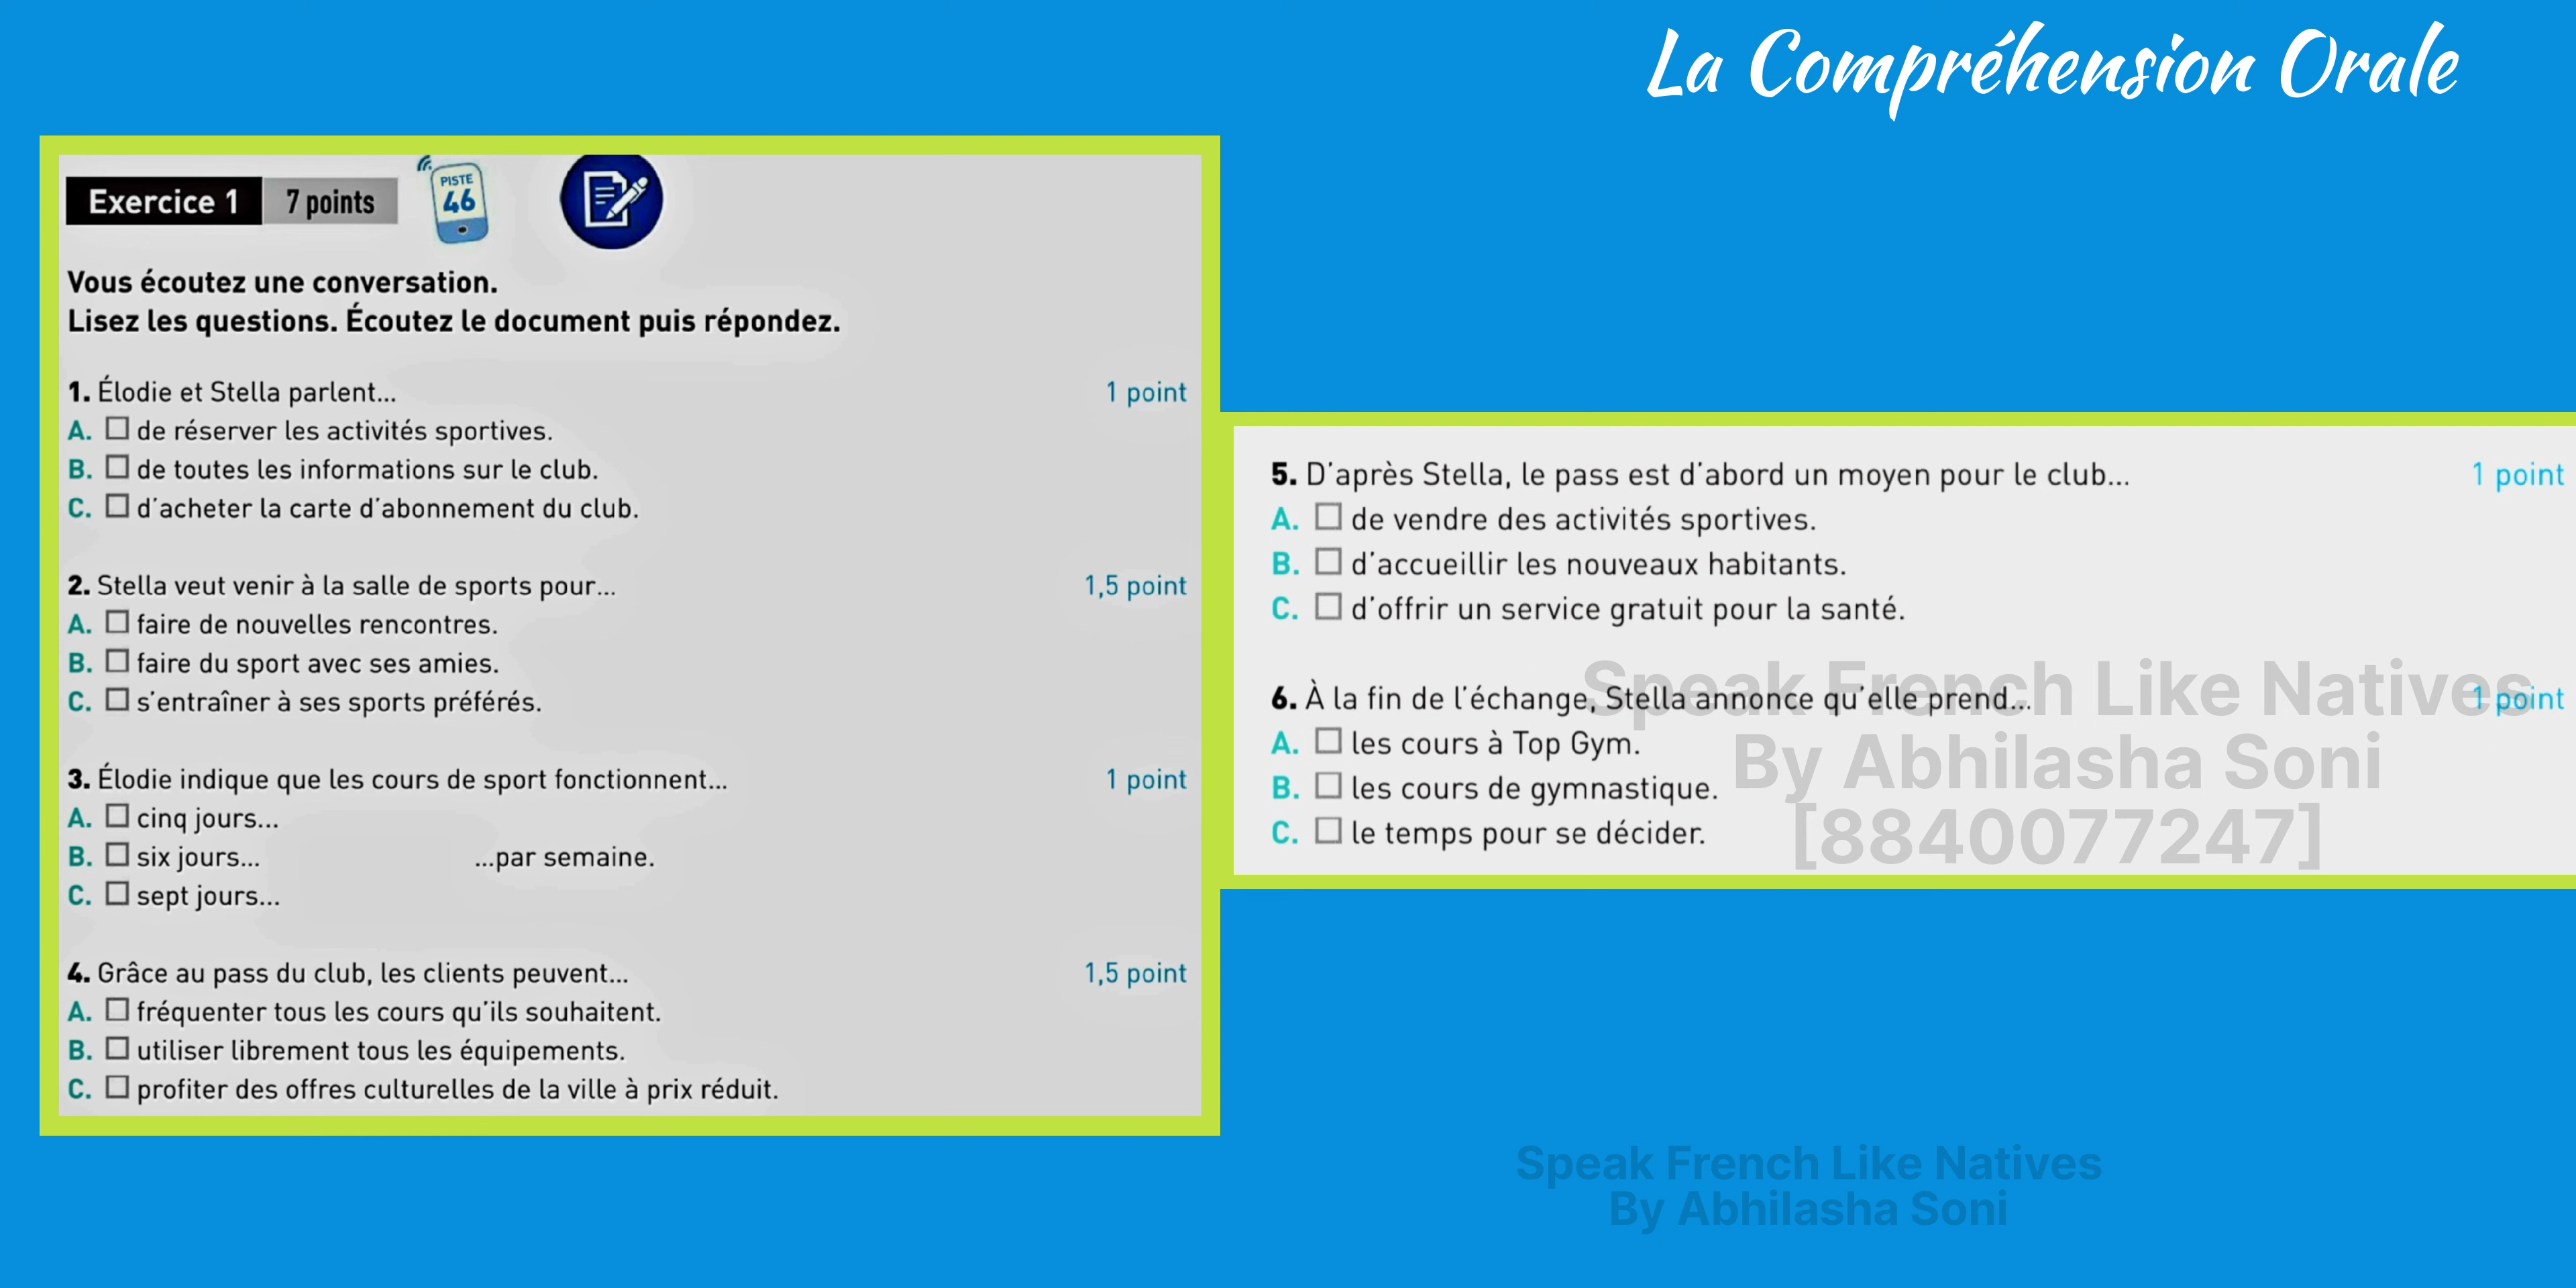 La Compréhension Orale
Exercice 1 7 points PISTE 46
Vous écoutez une conversation.
Lisez les questions. Écoutez le document puis répondez.
1. Élodie et Stella parlent... 1 point
A. de réserver les activités sportives.
B. de toutes les informations sur le club.
C. d'acheter la carte d'abonnement du club.
2. Stella veut venir à la salle de sports pour... 1,5 point
A. faire de nouvelles rencontres.
B. faire du sport avec ses amies.
C. s'entraîner à ses sports préférés.
3. Élodie indique que les cours de sport fonctionnent... 1 point
A. cinq jours...
B. six jours... ...par semaine.
C. sept jours...
4. Grâce au pass du club, les clients peuvent... 1,5 point
A. fréquenter tous les cours qu'ils souhaitent.
B. utiliser librement tous les équipements.
C. profiter des offres culturelles de la ville à prix réduit.
5. D'après Stella, le pass est d'abord un moyen pour le club... 1 point
A. de vendre des activités sportives.
B. d'accueillir les nouveaux habitants.
C. d'offrir un service gratuit pour la santé.
6. À la fin de l'échange, Stella annonce qu'elle prend... 1 point
A. les cours à Top Gym.
B. les cours de gymnastique.
C. le temps pour se décider.
Speak French Like Natives
By Abhilasha Soni
[8840077247]
Speak French Like Natives
By Abhilasha Soni